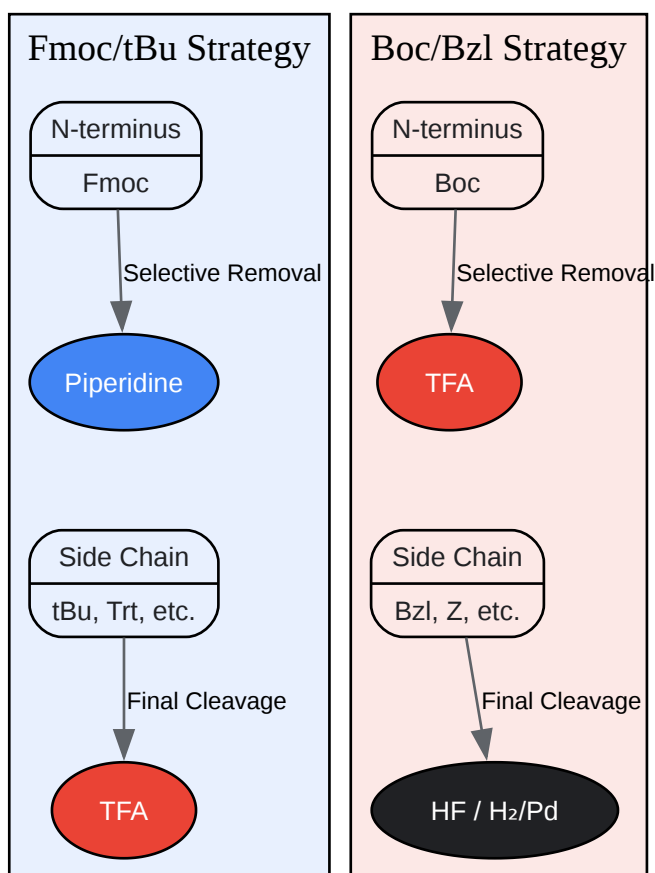 Fmoc/tBu Strategy
N-terminus
Fmoc
Selective Removal
Piperidine
Side Chain
tBu, Trt, etc.
Final Cleavage
TFA
Boc/Bzl Strategy
N-terminus
Boc
Selective Removal
TFA
Side Chain
Bzl, Z, etc.
Final Cleavage
HF / H₂/Pd